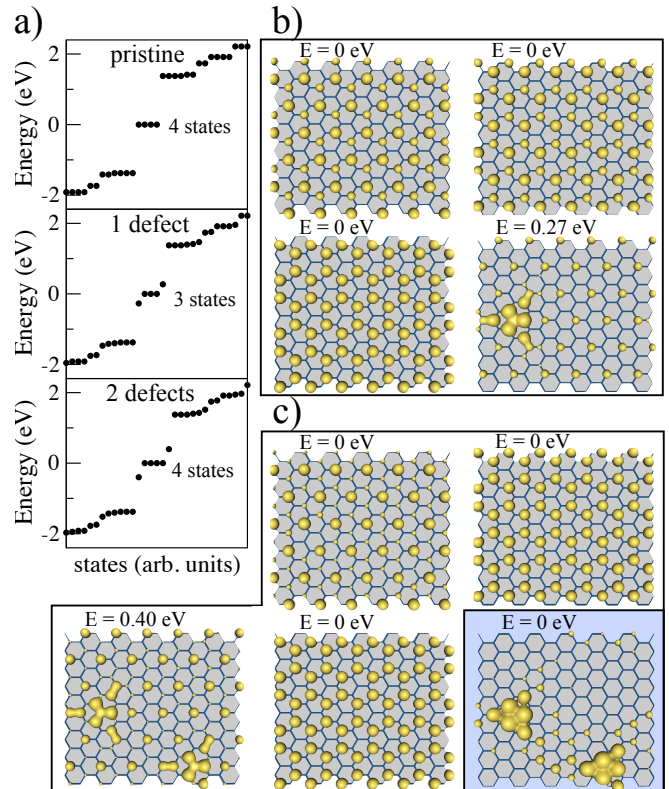 a)
Energy (eV)
2
0
-2
pristine
4 states
Energy (eV)
2
0
-2
1 defect
3 states
Energy (eV)
2
0
-2
2 defects
4 states
states (arb. units)
b)
E = 0 eV
E = 0 eV
E = 0 eV
E = 0.27 eV
c)
E = 0 eV
E = 0 eV
E = 0.40 eV
E = 0 eV
E = 0 eV